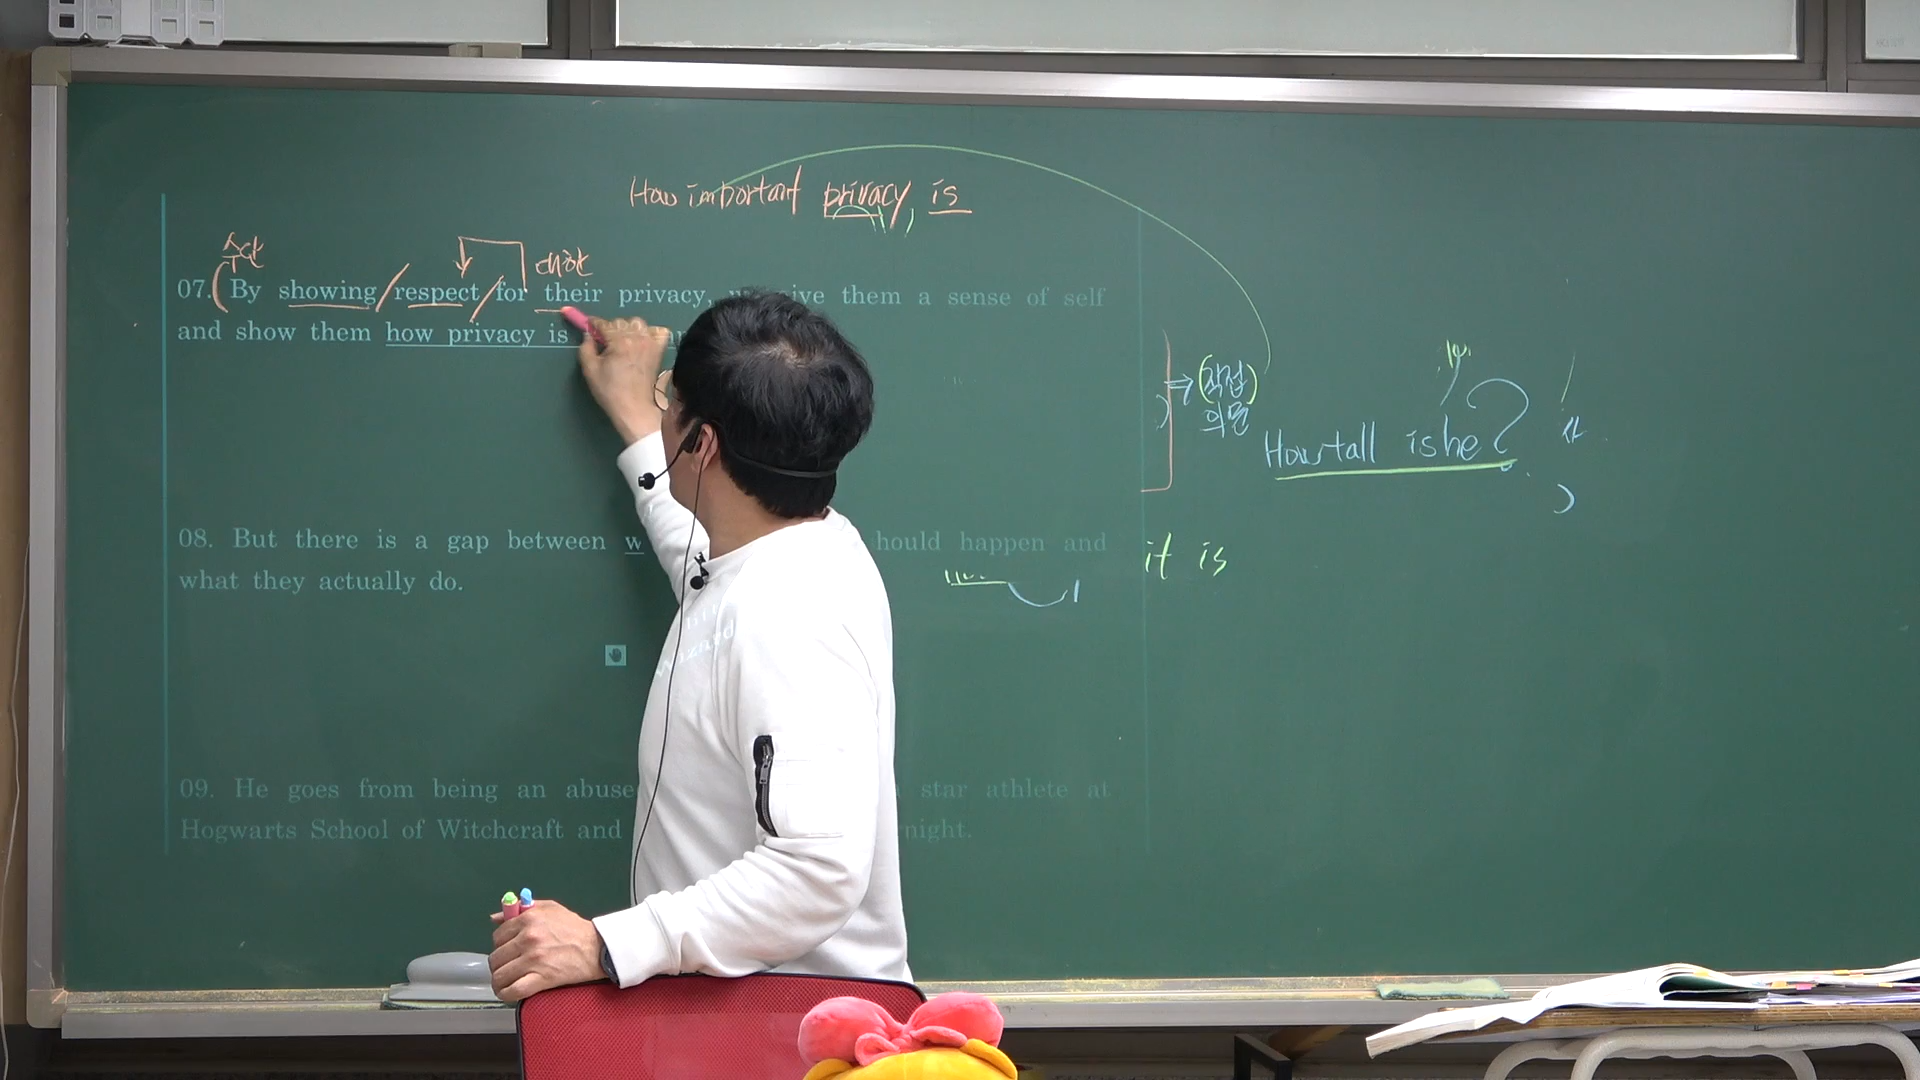 How important privacy is
수단
대한
07. By showing respect for their privacy, give them a sense of self
and show them how privacy is
⇒ (직접)
의문
How tall is he?
08. But there is a gap between w should happen and
it is
what they actually do.
09. He goes from being an abuse star athlete at
Hogwarts School of Witchcraft and night.